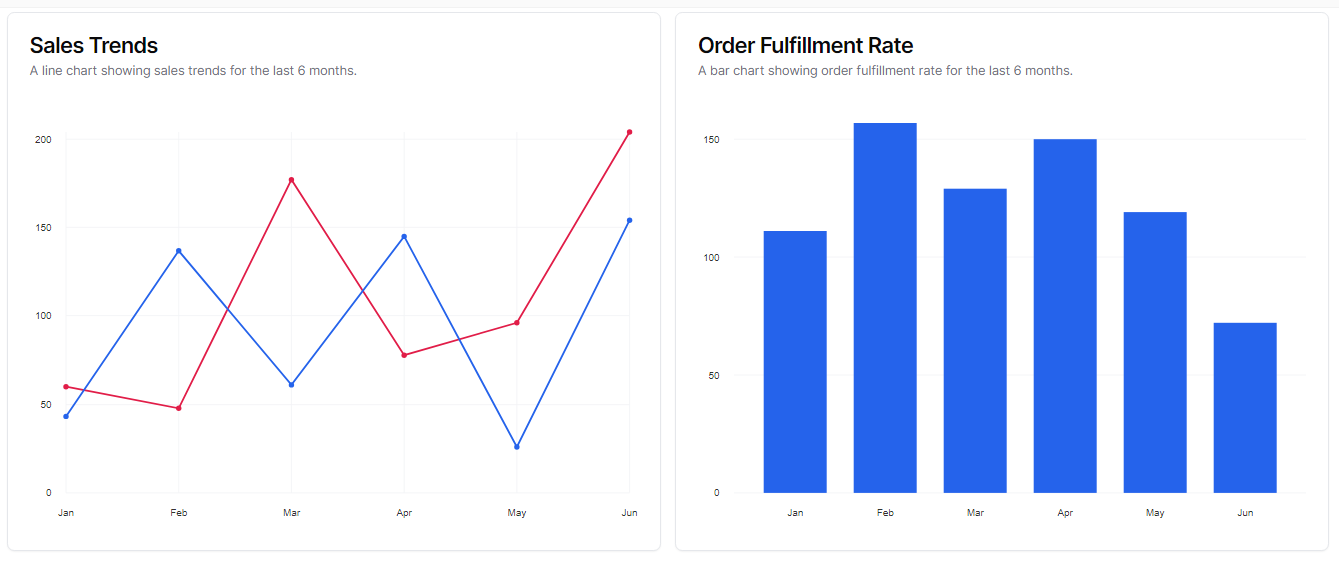 Sales Trends
A line chart showing sales trends for the last 6 months.
200
150
100
50
0
Jan Feb Mar Apr May Jun
Order Fulfillment Rate
A bar chart showing order fulfillment rate for the last 6 months.
150
100
50
0
Jan Feb Mar Apr May Jun